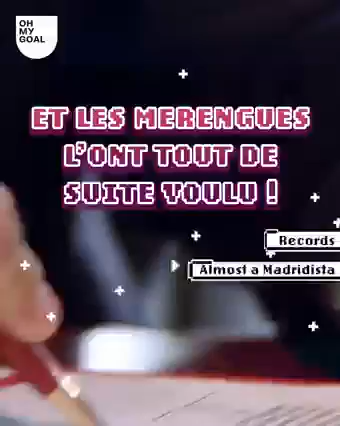 OH
MY
GOAL
ET LES MERENGUES
L'ONT TOUT DE
SUITE VOULU !
Records
Almost a Madridista